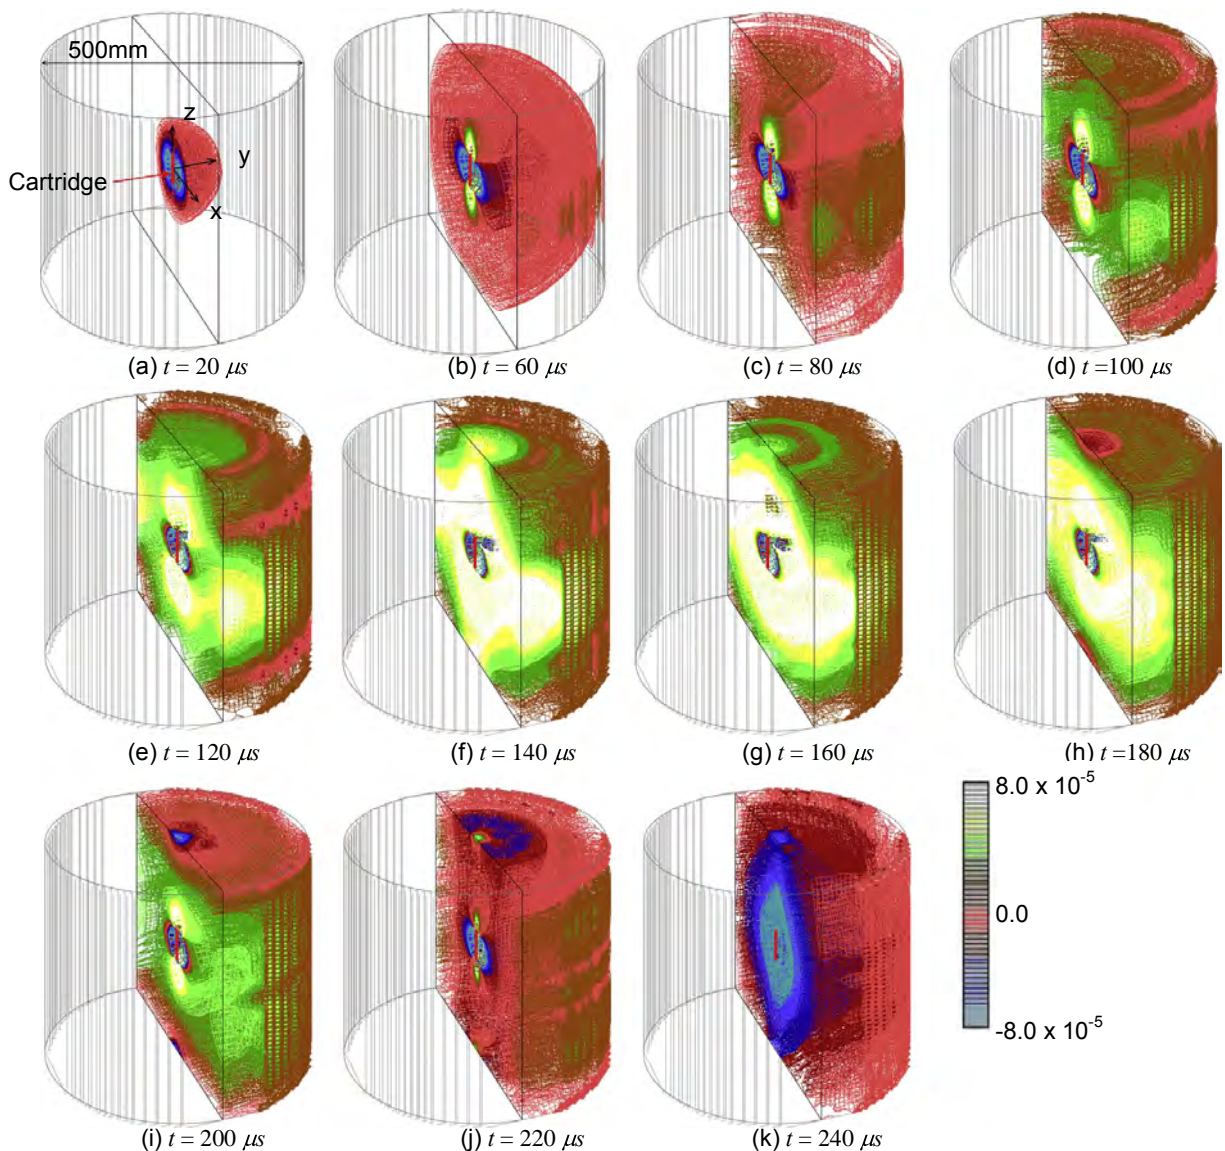 500mm
z
y
Cartridge
x
(a) t = 20 μs
(b) t = 60 μs
(c) t = 80 μs
(d) t =100 μs
(e) t = 120 μs
(f) t = 140 μs
(g) t = 160 μs
(h) t =180 μs
8.0 x 10⁻⁵
0.0
-8.0 x 10⁻⁵
(i) t = 200 μs
(j) t = 220 μs
(k) t = 240 μs